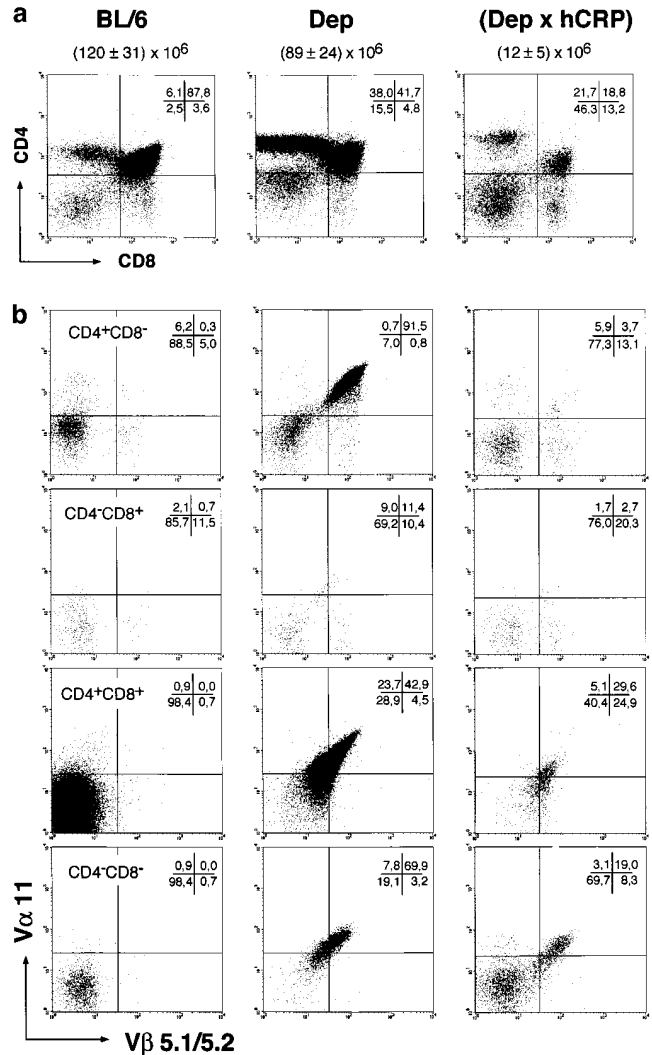 a BL/6 Dep (Dep x hCRP)
(120 ± 31) x 10⁶ (89 ± 24) x 10⁶ (12 ± 5) x 10⁶
6,1 87,8 38,0 41,7 21,7 18,8
2,5 3,6 15,5 4,8 46,3 13,2
CD4
CD8
b
CD4⁺CD8⁻ 6,2 0,3 0,7 91,5 5,9 3,7
88,5 5,0 7,0 0,8 77,3 13,1
CD4⁻CD8⁺ 2,1 0,7 9,0 11,4 1,7 2,7
85,7 11,5 69,2 10,4 76,0 20,3
CD4⁺CD8⁺ 0,9 0,0 23,7 42,9 5,1 29,6
98,4 0,7 28,9 4,5 40,4 24,9
CD4⁻CD8⁻ 0,9 0,0 7,8 69,9 3,1 19,0
98,4 0,7 19,1 3,2 69,7 8,3
Vα 11
Vβ 5.1/5.2